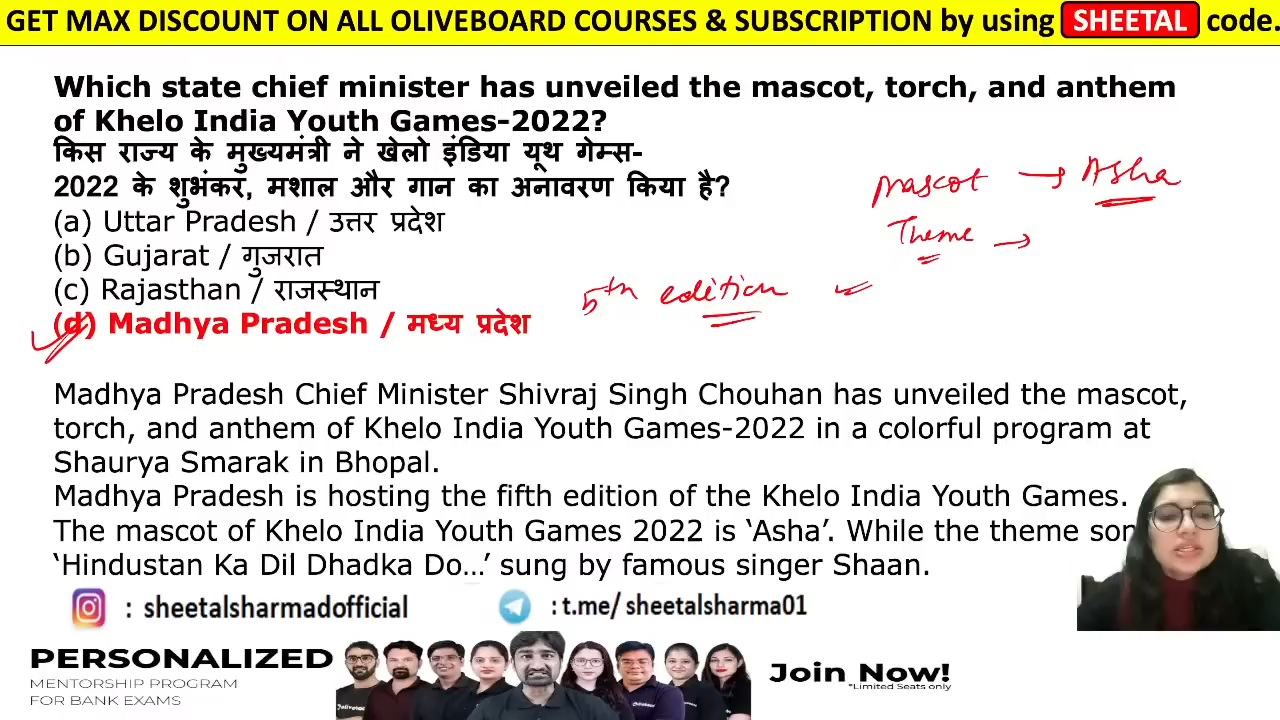 GET MAX DISCOUNT ON ALL OLIVEBOARD COURSES & SUBSCRIPTION by using SHEETAL code.
Which state chief minister has unveiled the mascot, torch, and anthem
of Khelo India Youth Games-2022?
किस राज्य के मुख्यमंत्री ने खेलो इंडिया यूथ गेम्स-
2022 के शुभंकर, मशाल और गान का अनावरण किया है?
mascot → Asha
(a) Uttar Pradesh / उत्तर प्रदेश
Theme →
(b) Gujarat / गुजरात
(c) Rajasthan / राजस्थान
5th edition
(d) Madhya Pradesh / मध्य प्रदेश
Madhya Pradesh Chief Minister Shivraj Singh Chouhan has unveiled the mascot,
torch, and anthem of Khelo India Youth Games-2022 in a colorful program at
Shaurya Smarak in Bhopal.
Madhya Pradesh is hosting the fifth edition of the Khelo India Youth Games.
The mascot of Khelo India Youth Games 2022 is ‘Asha’. While the theme
‘Hindustan Ka Dil Dhadka Do...’ sung by famous singer Shaan.
: sheetalsharmadofficial
: t.me/ sheetalsharma01
PERSONALIZED
MENTORSHIP PROGRAM
FOR BANK EXAMS
Join Now!
*Limited Seats only